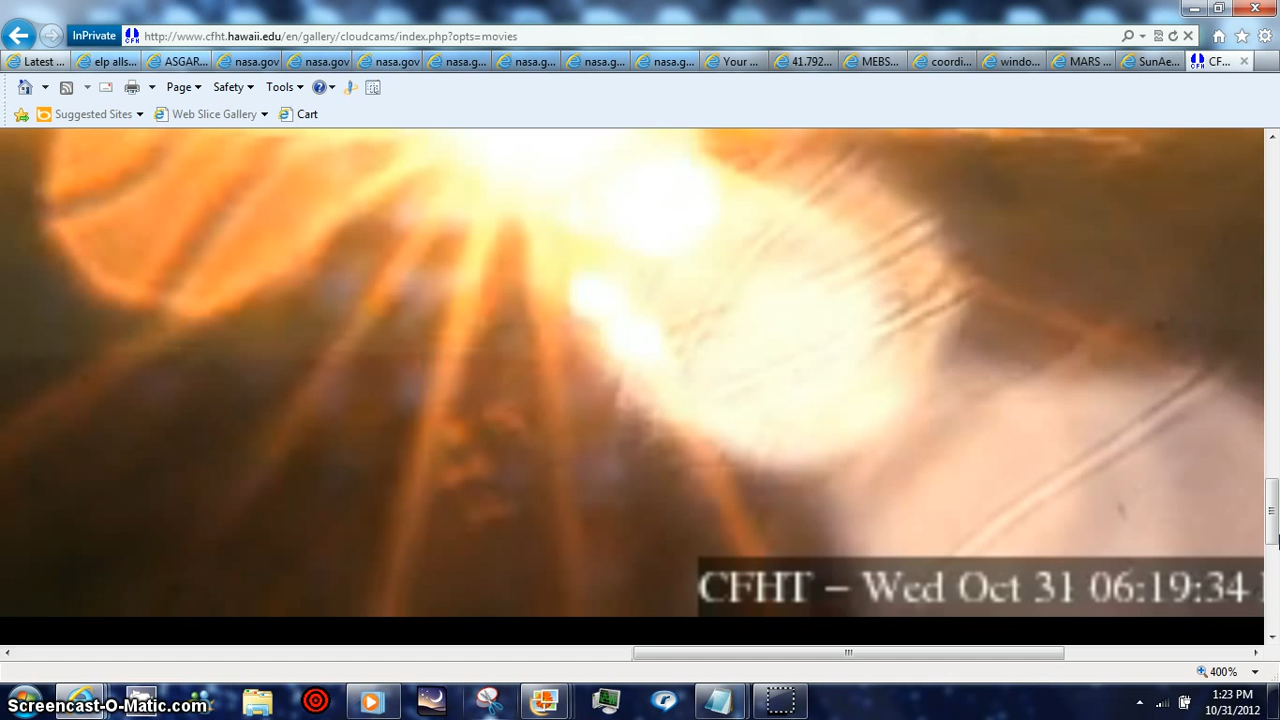 InPrivate
http://www.cfht.hawaii.edu/en/gallery/cloudcams/index.php?opts=movies
Latest ... elp alls... ASGAR... nasa.gov nasa.gov nasa.gov nasa.g... nasa.g... nasa.g... nasa.g... Your ... 41.792... MEBS... coordi... windo... MARS ... SunAe... CF...
Page Safety Tools
Suggested Sites Web Slice Gallery Cart
CFHT – Wed Oct 31 06:19:34
400%
1:23 PM
10/31/2012
Screencast-O-Matic.com